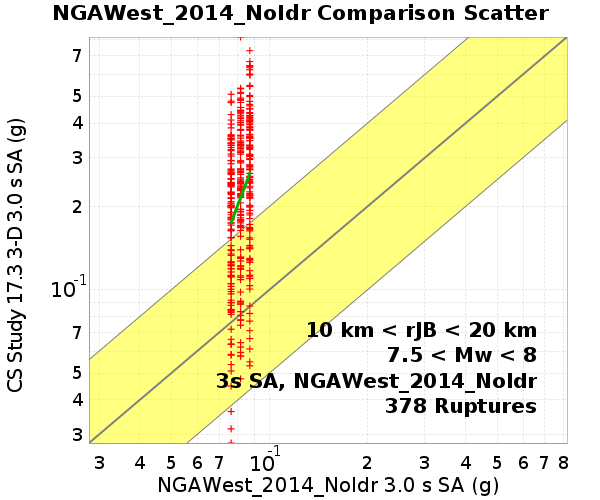 NGAWest_2014_NoIdr Comparison Scatter
CS Study 17.3 3-D 3.0 s SA (g)
7
5
4
3
2
10^-1
7
5
4
3
10 km < rJB < 20 km
7.5 < Mw < 8
3s SA, NGAWest_2014_NoIdr
378 Ruptures
3 4 5 6 7 10^-1 2 3 4 5 6 7 8
NGAWest_2014_NoIdr 3.0 s SA (g)